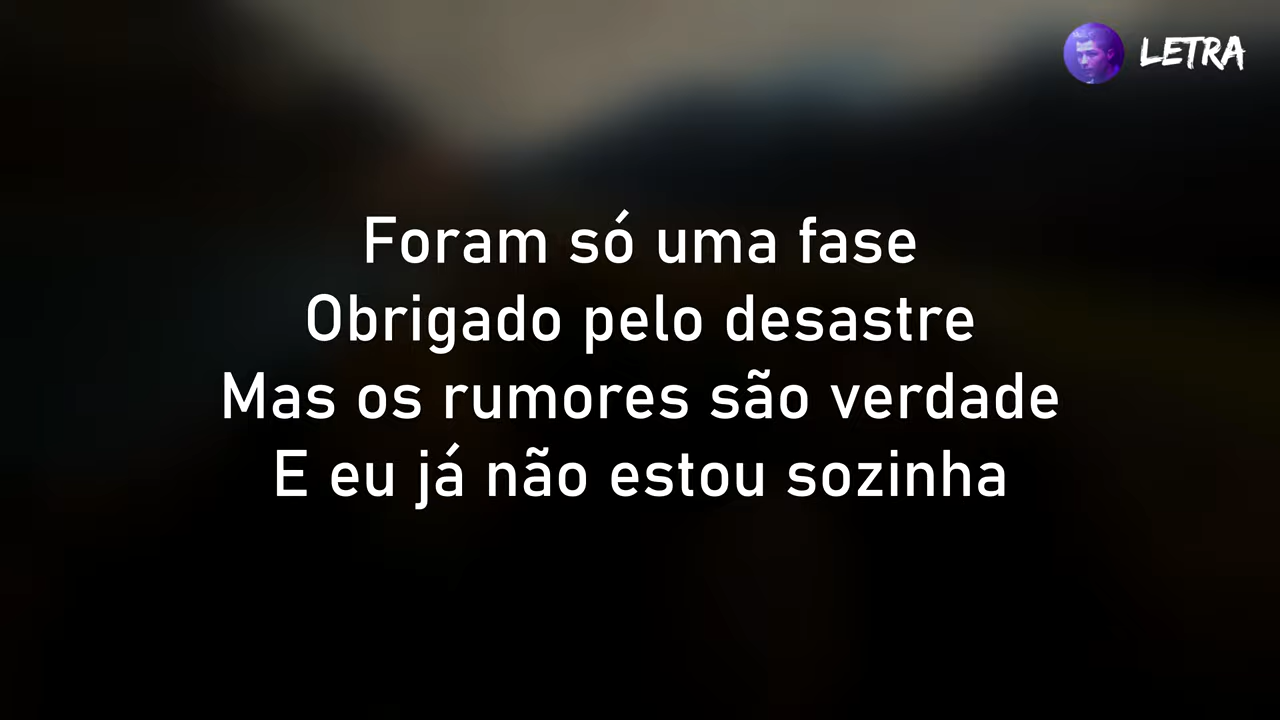 LETRA
Foram só uma fase
Obrigado pelo desastre
Mas os rumores são verdade
E eu já não estou sozinha